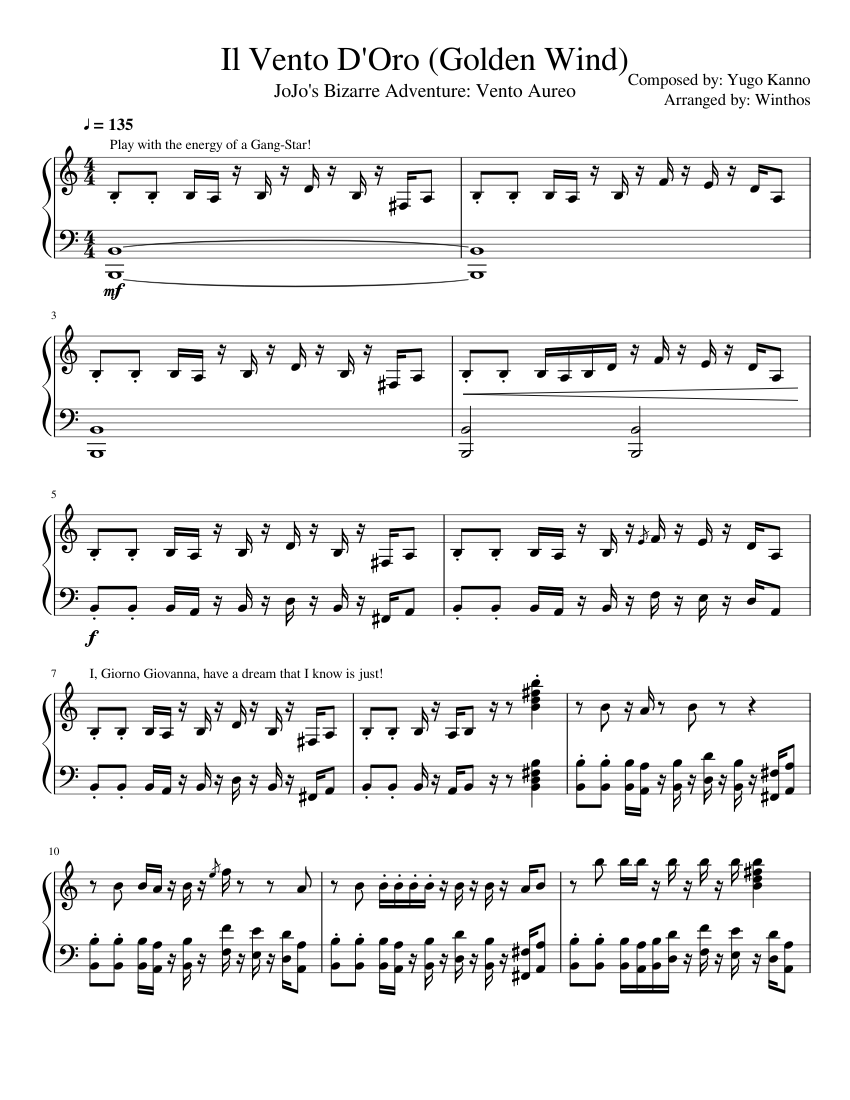 Il Vento D'Oro (Golden Wind)
JoJo's Bizarre Adventure: Vento Aureo
Composed by: Yugo Kanno
Arranged by: Winthos
♩ = 135
Play with the energy of a Gang-Star!
4 4
4 4
mf
3
5
f
7
I, Giorno Giovanna, have a dream that I know is just!
10